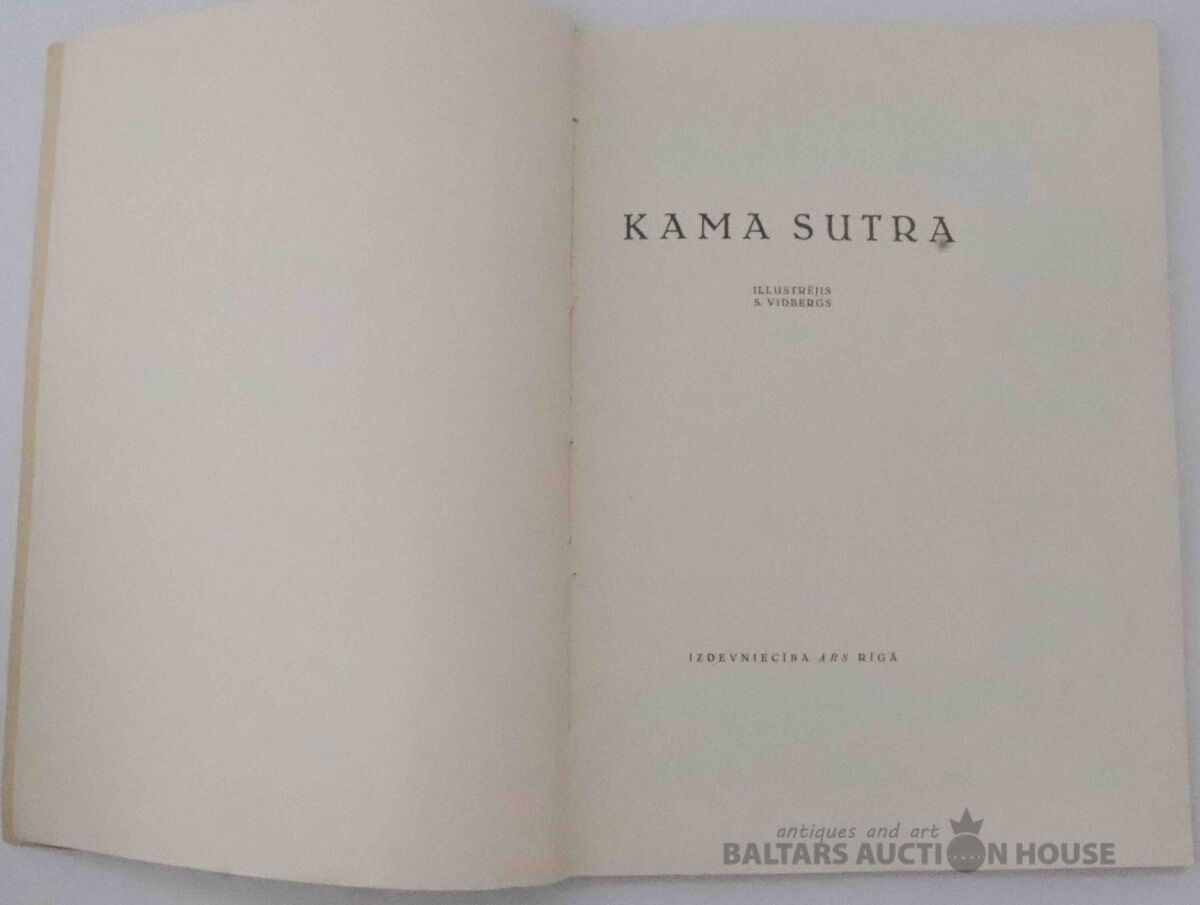 KAMA SUTRA
ILLUSTRĒJIS
S. VIDBERGS
IZDEVNIECĪBA ARS RĪGĀ
antiques and art
BALTARS AUCTION HOUSE